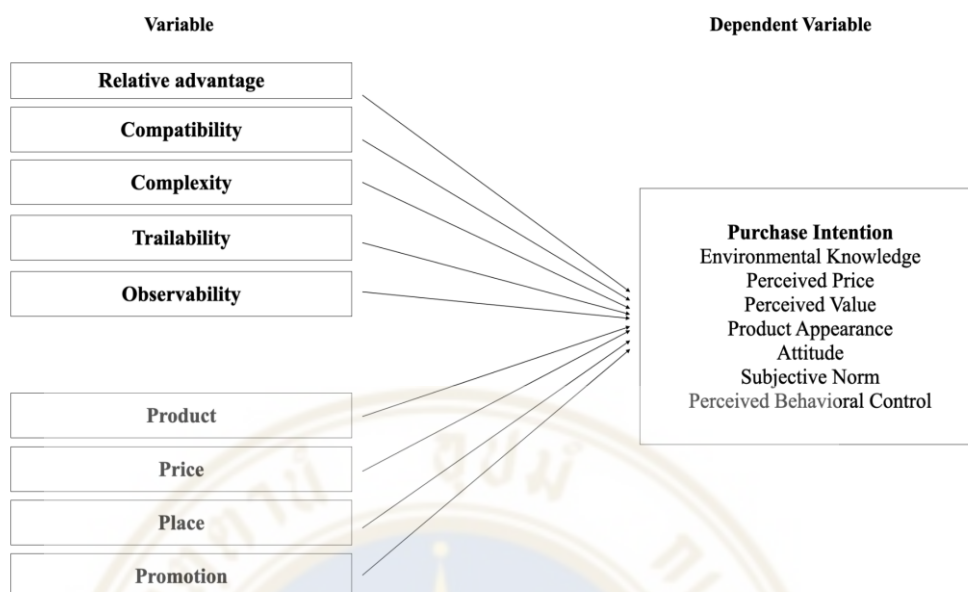 Variable
Dependent Variable
Relative advantage
Compatibility
Complexity
Trailability
Observability
Product
Price
Place
Promotion
Purchase Intention
Environmental Knowledge
Perceived Price
Perceived Value
Product Appearance
Attitude
Subjective Norm
Perceived Behavioral Control